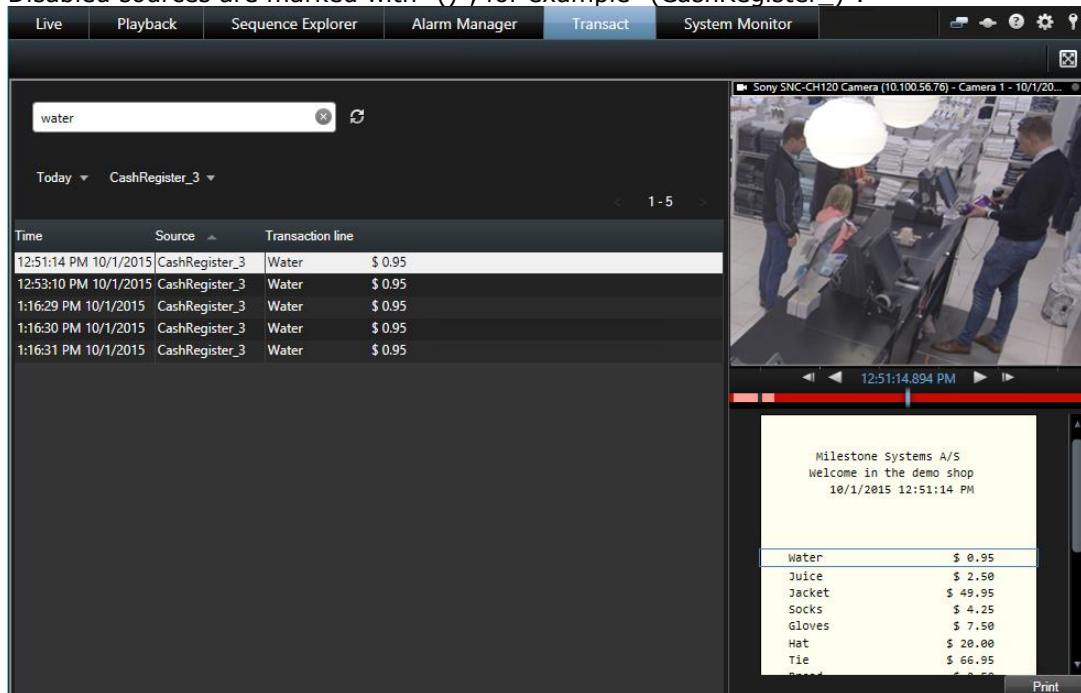 Disabled sources are marked with "()", for example "(CashRegister_)".
Live Playback Sequence Explorer Alarm Manager Transact System Monitor
Sony SNC-CH120 Camera (10.100.56.76) - Camera 1 - 10/1/20...
water
Today CashRegister_3
< 1 - 5 >
Time Source Transaction line
12:51:14 PM 10/1/2015 CashRegister_3 Water $ 0.95
12:53:10 PM 10/1/2015 CashRegister_3 Water $ 0.95
1:16:29 PM 10/1/2015 CashRegister_3 Water $ 0.95
1:16:30 PM 10/1/2015 CashRegister_3 Water $ 0.95
1:16:31 PM 10/1/2015 CashRegister_3 Water $ 0.95
12:51:14.894 PM
Milestone Systems A/S
Welcome in the demo shop
10/1/2015 12:51:14 PM
Water $ 0.95
Juice $ 2.50
Jacket $ 49.95
Socks $ 4.25
Gloves $ 7.50
Hat $ 20.00
Tie $ 66.95
Print